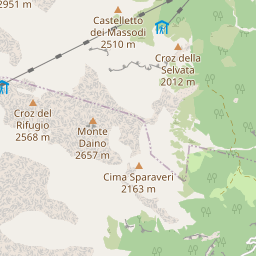 2951 m
Castelletto
dei Massodi
2510 m
Croz della
Selvata
2012 m
Croz del
Rifugio
2568 m
Monte
Daino
2657 m
Cima Sparaveri
2163 m